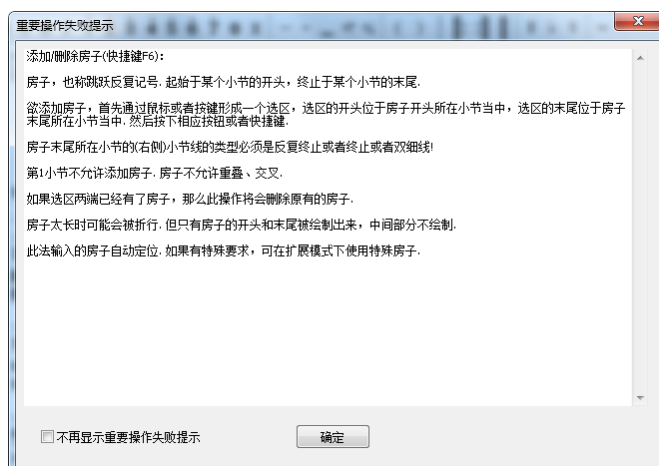 重要操作失败提示
添加/删除房子(快捷键F6)：
房子，也称跳跃反复记号. 起始于某个小节的开头，终止于某个小节的末尾.
欲添加房子，首先通过鼠标或者按键形成一个选区，选区的开头位于房子开头所在小节当中，选区的末尾位于房子
末尾所在小节当中. 然后按下相应按钮或者快捷键.
房子末尾所在小节的(右侧)小节线的类型必须是反复终止或者终止或者双细线!
第1小节不允许添加房子. 房子不允许重叠、交叉.
如果选区两端已经有了房子，那么此操作将会删除原有的房子.
房子太长时可能会被折行. 但只有房子的开头和末尾被绘制出来，中间部分不绘制.
此法输入的房子自动定位. 如果有特殊要求，可在扩展模式下使用特殊房子.
不再显示重要操作失败提示
确定